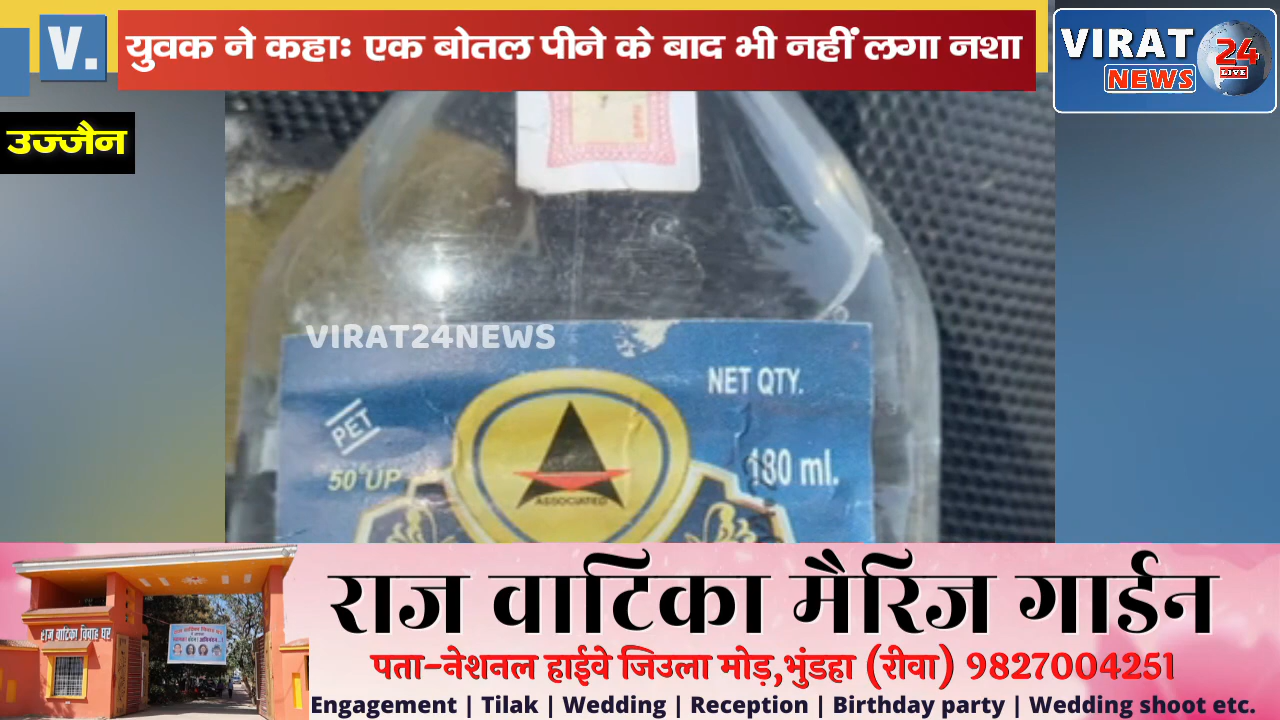 V.
युवक ने कहाः एक बोतल पीने के बाद भी नहीं लगा नशा
VIRAT
24
NEWS
LIVE
उज्जैन
VIRAT24NEWS
NET QTY.
PET
180 ml.
50°UP
ASSOCIATED
राज वाटिका मैरिज गार्डन
राज वाटिका विवाह घर
पता-नेशनल हाईवे जिउला मोड़,भुंडहा (रीवा) 9827004251
Engagement | Tilak | Wedding | Reception | Birthday party | Wedding shoot etc.